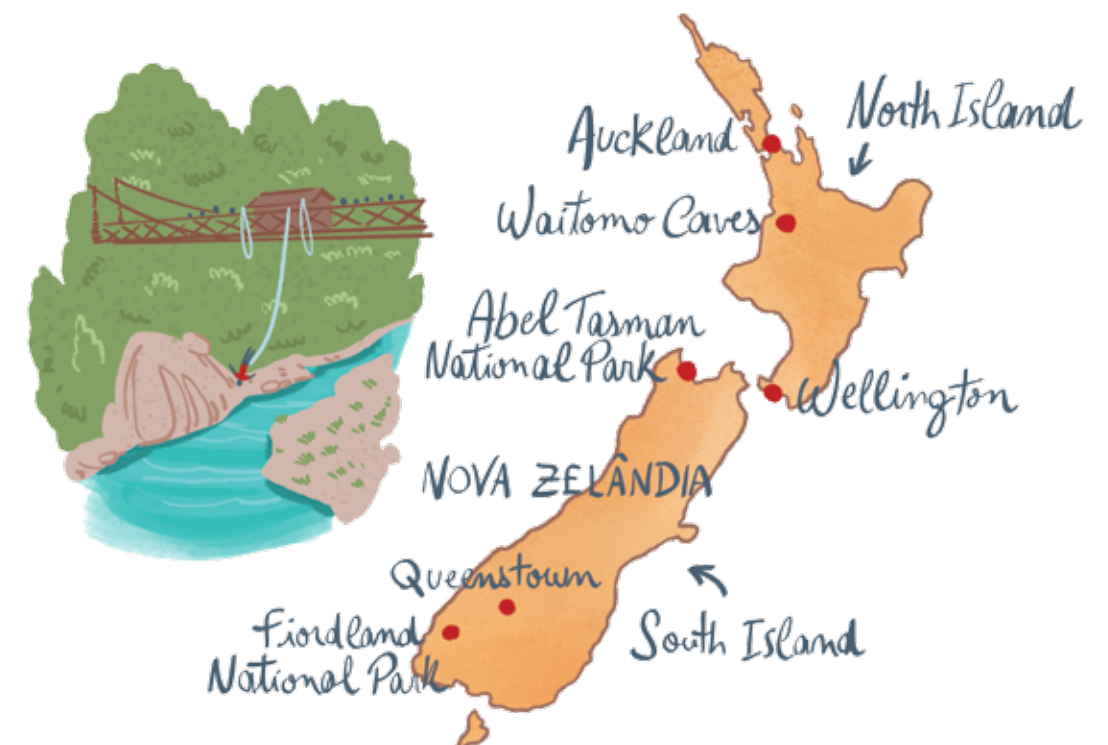 North Island
Auckland
Waitomo Caves
Abel Tasman
National Park
Wellington
NOVA ZELÂNDIA
Queenstown
Fiordland
National Park
South Island